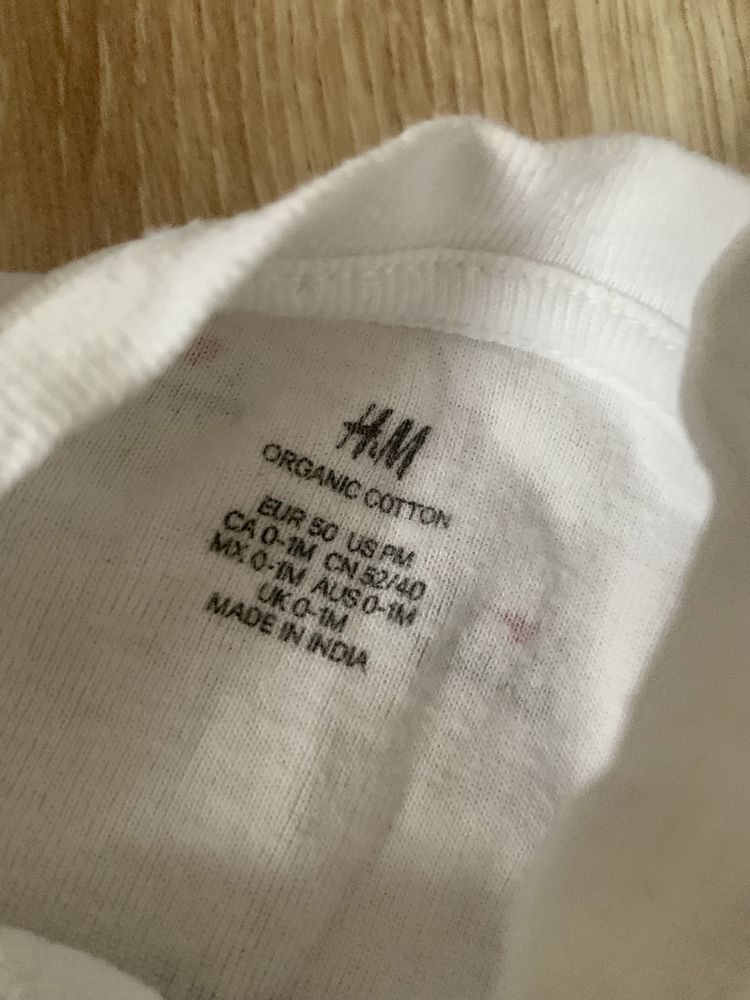 H&M
ORGANIC COTTON
EUR 50 US PM
CA 0-1M CN 52/40
MX 0-1M AUS 0-1M
UK 0-1M
MADE IN INDIA